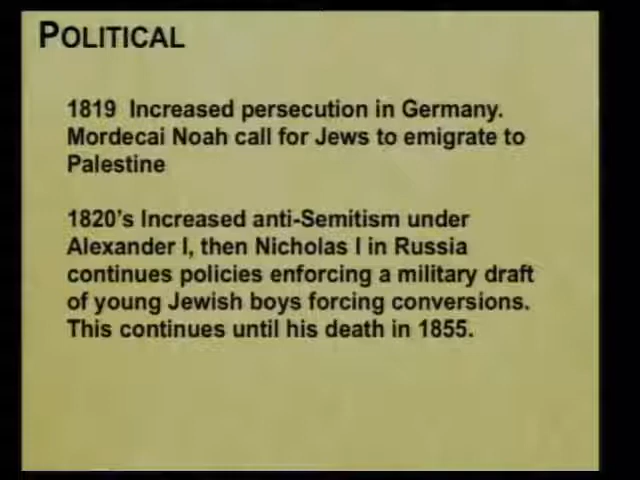 POLITICAL
1819 Increased persecution in Germany.
Mordecai Noah call for Jews to emigrate to
Palestine
1820's Increased anti-Semitism under
Alexander I, then Nicholas I in Russia
continues policies enforcing a military draft
of young Jewish boys forcing conversions.
This continues until his death in 1855.